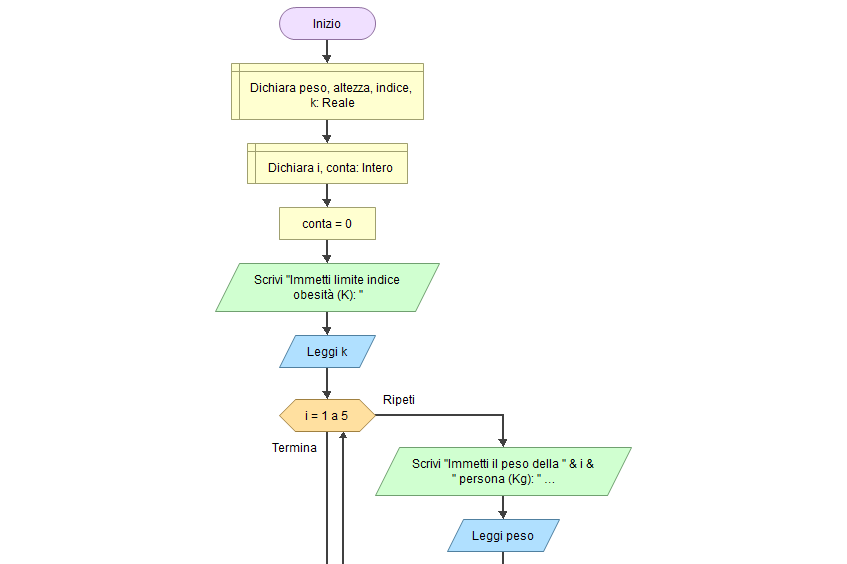 Inizio
Dichiara peso, altezza, indice,
k: Reale
Dichiara i, conta: Intero
conta = 0
Scrivi "Immetti limite indice
obesità (K): "
Leggi k
i = 1 a 5
Ripeti
Termina
Scrivi "Immetti il peso della " & i &
" persona (Kg): " ...
Leggi peso